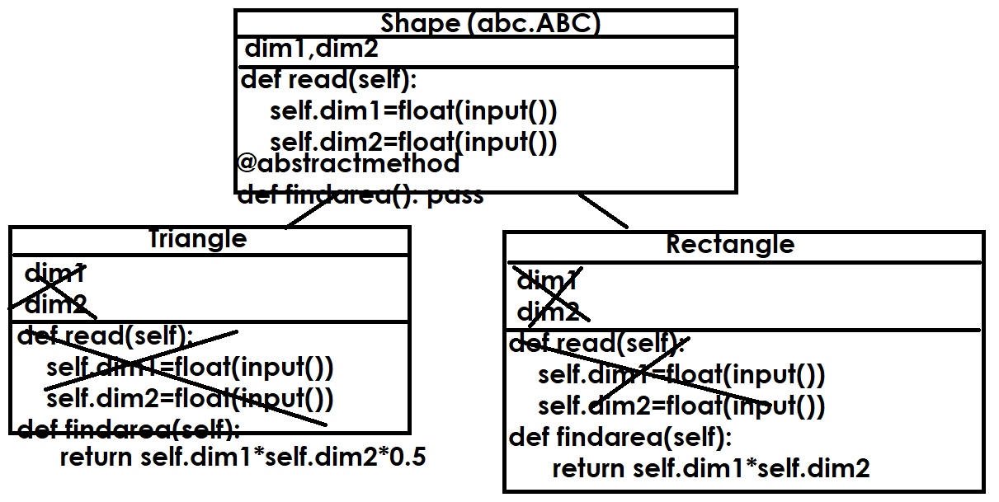 Shape (abc.ABC)
dim1,dim2
def read(self):
self.dim1=float(input())
self.dim2=float(input())
@abstractmethod
def findarea(): pass
Triangle
dim1
dim2
def read(self):
self.dim1=float(input())
self.dim2=float(input())
def findarea(self):
return self.dim1*self.dim2*0.5
Rectangle
dim1
dim2
def read(self):
self.dim1=float(input())
self.dim2=float(input())
def findarea(self):
return self.dim1*self.dim2